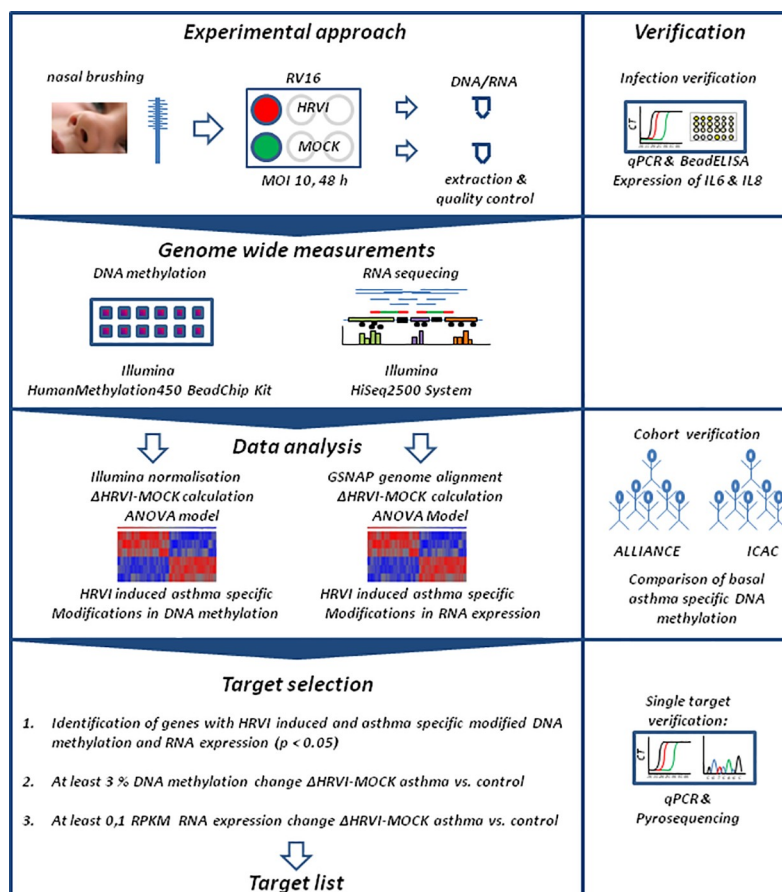 Experimental approach
Verification
nasal brushing
RV16
HRVI
MOCK
MOI 10, 48 h
DNA/RNA
extraction &
quality control
Infection verification
CT
qPCR & BeadELISA
Expression of IL6 & IL8
Genome wide measurements
DNA methylation
Illumina
HumanMethylation450 BeadChip Kit
RNA sequecing
Illumina
HiSeq2500 System
Data analysis
Illumina normalisation
ΔHRVI-MOCK calculation
ANOVA model
HRVI induced asthma specific
Modifications in DNA methylation
GSNAP genome alignment
ΔHRVI-MOCK calculation
ANOVA Model
HRVI induced asthma specific
Modifications in RNA expression
Cohort verification
ALLIANCE
ICAC
Comparison of basal
asthma specific DNA
methylation
Target selection
1. Identification of genes with HRVI induced and asthma specific modified DNA
methylation and RNA expression (p < 0.05)
2. At least 3 % DNA methylation change ΔHRVI-MOCK asthma vs. control
3. At least 0,1 RPKM RNA expression change ΔHRVI-MOCK asthma vs. control
Target list
Single target
verification:
CT
qPCR &
Pyrosequencing